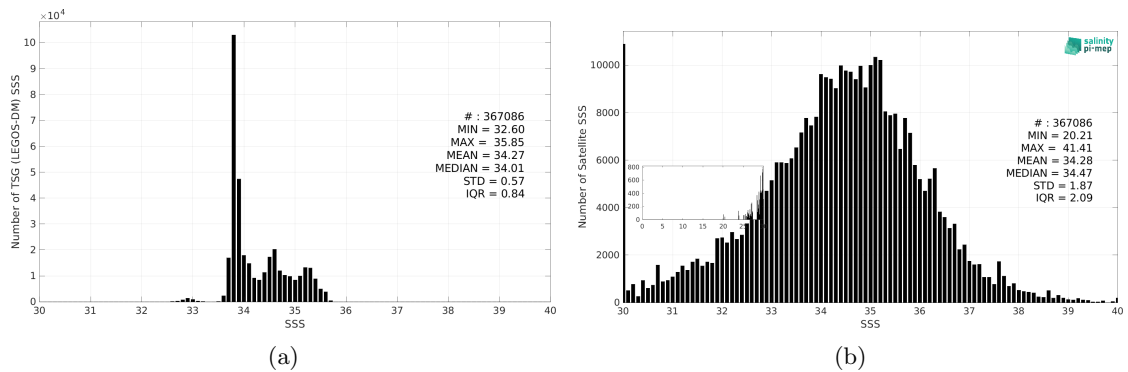 ×10⁴
10
9
8
7
6
5
4
3
2
1
0
Number of TSG (LEGOS-DM) SSS
# : 367086
MIN = 32.60
MAX = 35.85
MEAN = 34.27
MEDIAN = 34.01
STD = 0.57
IQR = 0.84
30 31 32 33 34 35 36 37 38 39 40
SSS
(a)
salinity
pi-mep
10000
8000
6000
4000
2000
0
Number of Satellite SSS
# : 367086
MIN = 20.21
MAX = 41.41
MEAN = 34.28
MEDIAN = 34.47
STD = 1.87
IQR = 2.09
800
600
400
200
0
0 5 10 15 20 25
30 31 32 33 34 35 36 37 38 39 40
SSS
(b)